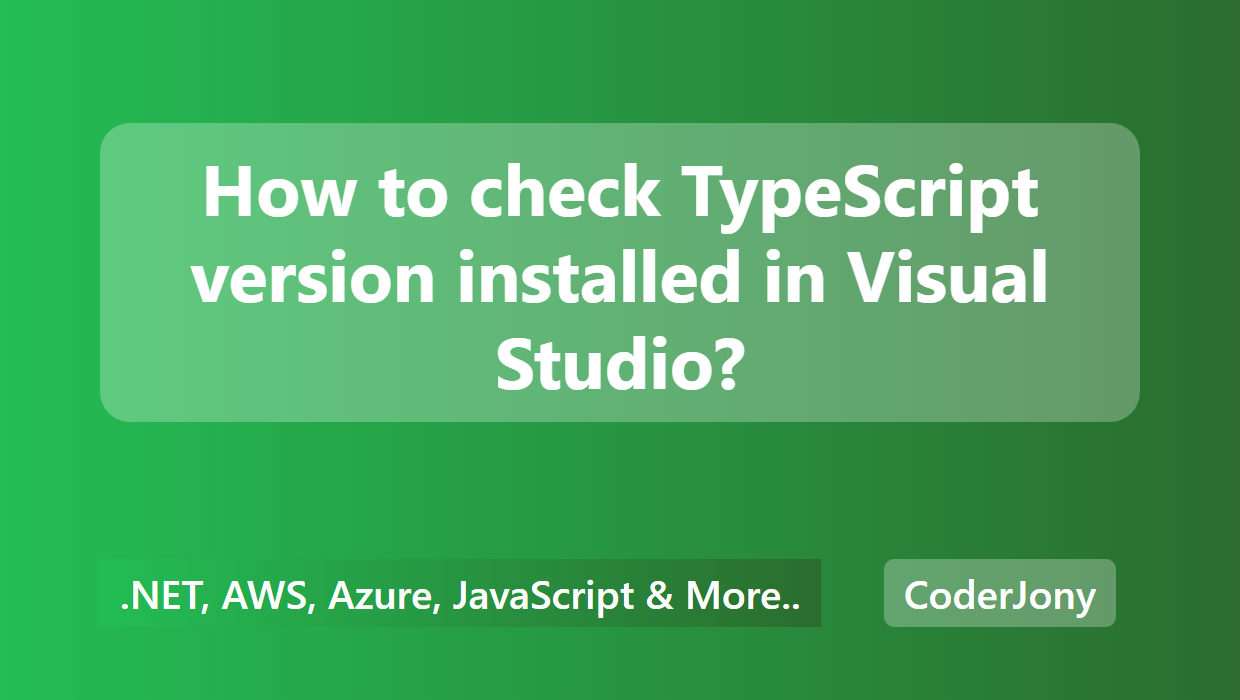 How to check TypeScript
version installed in Visual
Studio?
.NET, AWS, Azure, JavaScript & More..
CoderJony